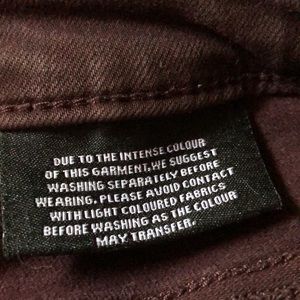 DUE TO THE INTENSE COLOUR
OF THIS GARMENT, WE SUGGEST
WASHING SEPARATELY BEFORE
WEARING. PLEASE AVOID CONTACT
WITH LIGHT COLOURED FABRICS
BEFORE WASHING AS THE COLOUR
MAY TRANSFER.